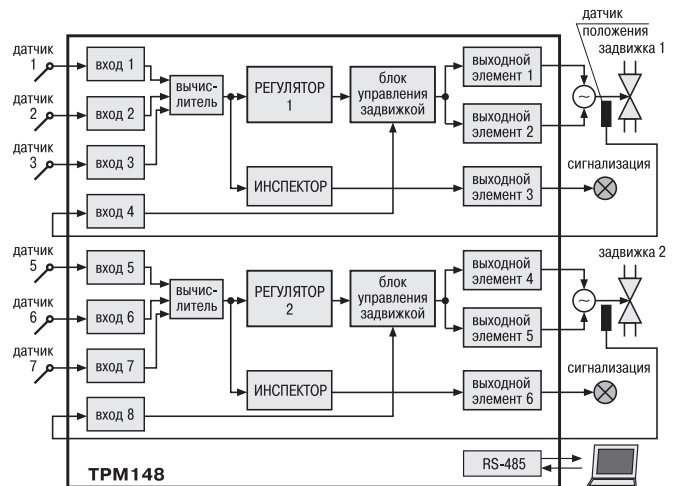 датчик
положения
задвижка 1
датчик
1
вход 1
датчик
2
вход 2
датчик
3
вход 3
вход 4
вычис-
литель
РЕГУЛЯТОР
1
блок
управления
задвижкой
выходной
элемент 1
выходной
элемент 2
ИНСПЕКТОР
выходной
элемент 3
сигнализация
датчик
5
вход 5
датчик
6
вход 6
датчик
7
вход 7
вход 8
вычис-
литель
РЕГУЛЯТОР
2
блок
управления
задвижкой
выходной
элемент 4
выходной
элемент 5
задвижка 2
ИНСПЕКТОР
выходной
элемент 6
сигнализация
ТРМ148
RS-485